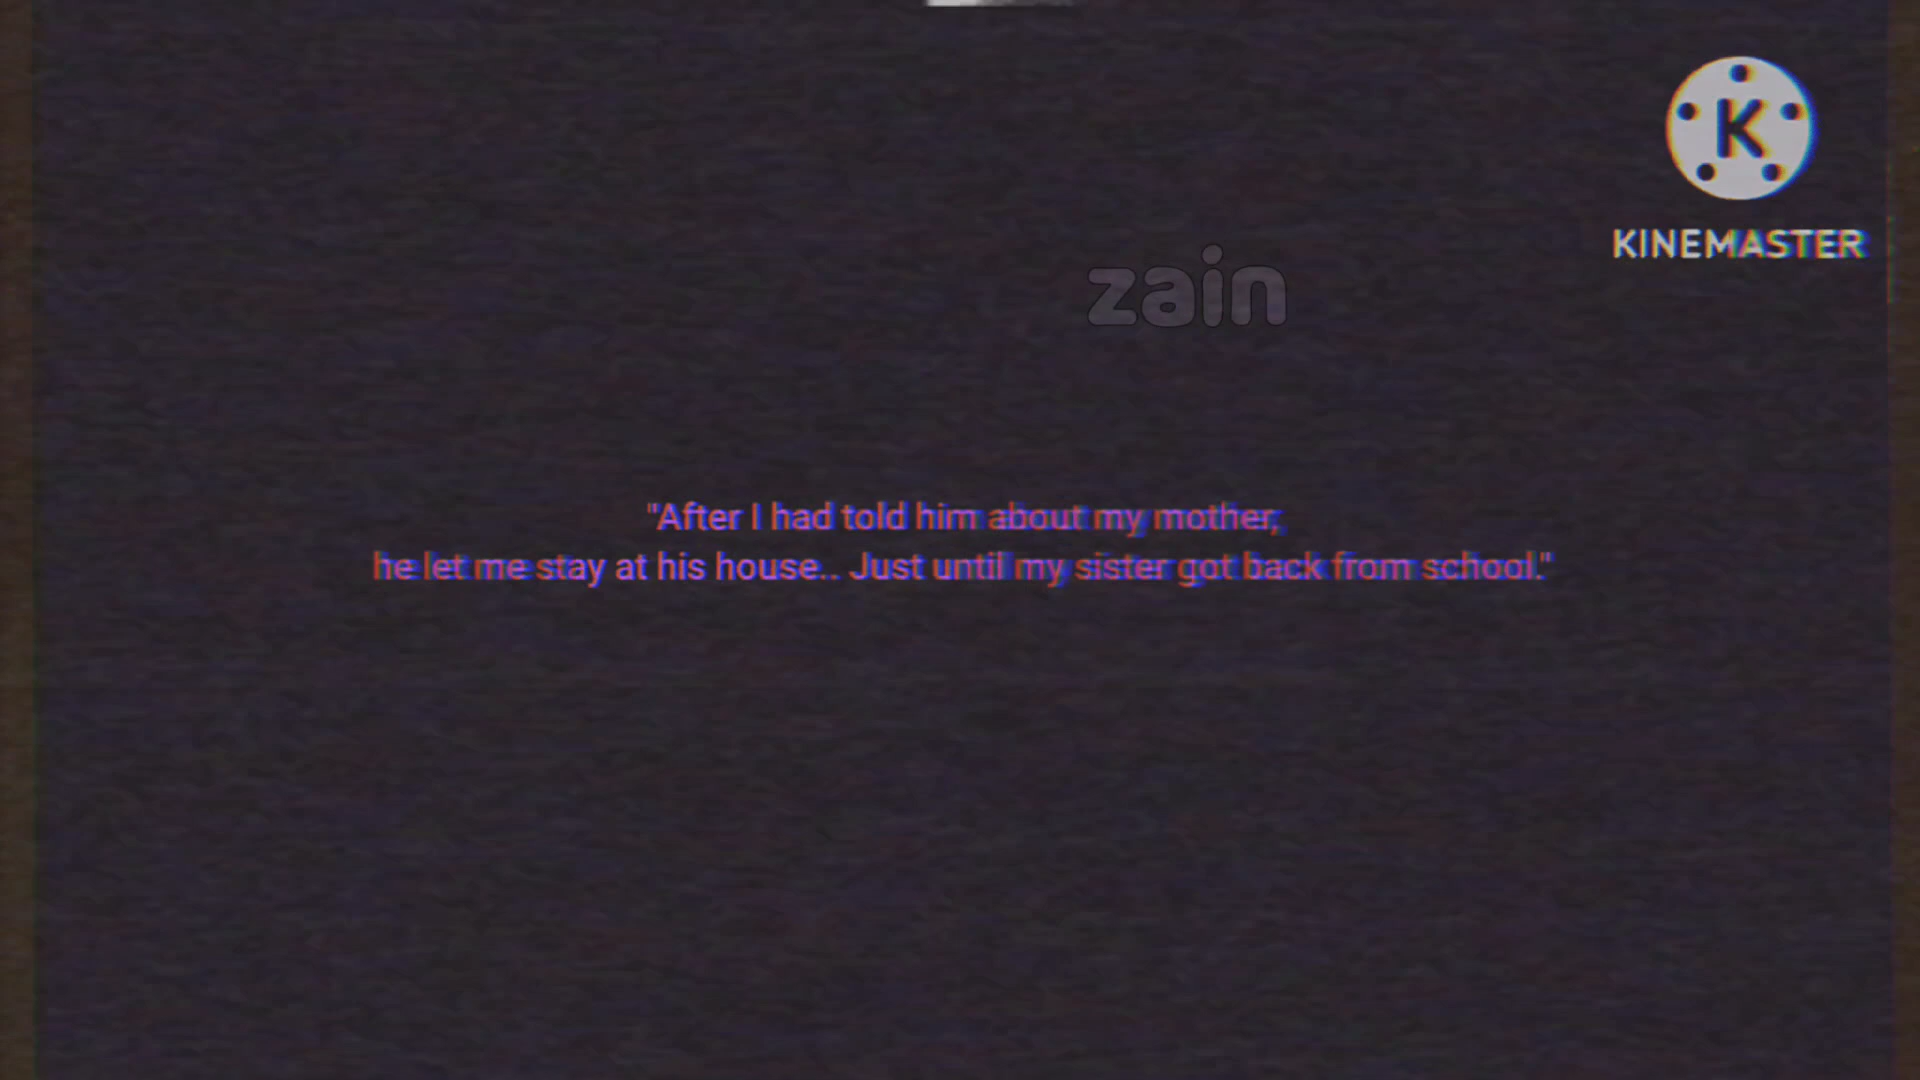 K
KINEMASTER
zain
"After I had told him about my mother,
he let me stay at his house.. Just until my sister got back from school."